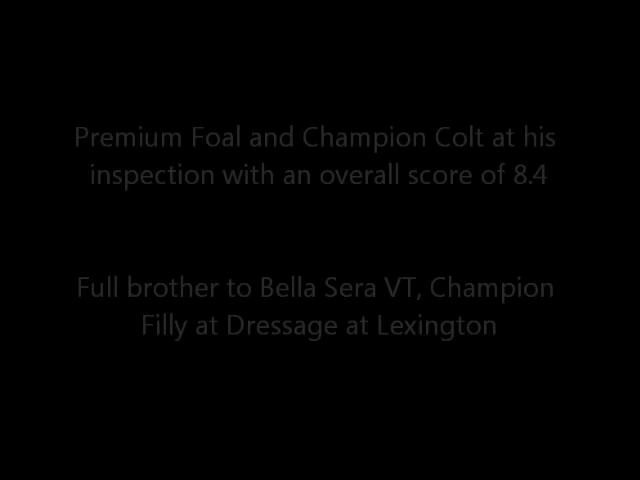 Premium Foal and Champion Colt at his
inspection with an overall score of 8.4
Full brother to Bella Sera VT, Champion
Filly at Dressage at Lexington